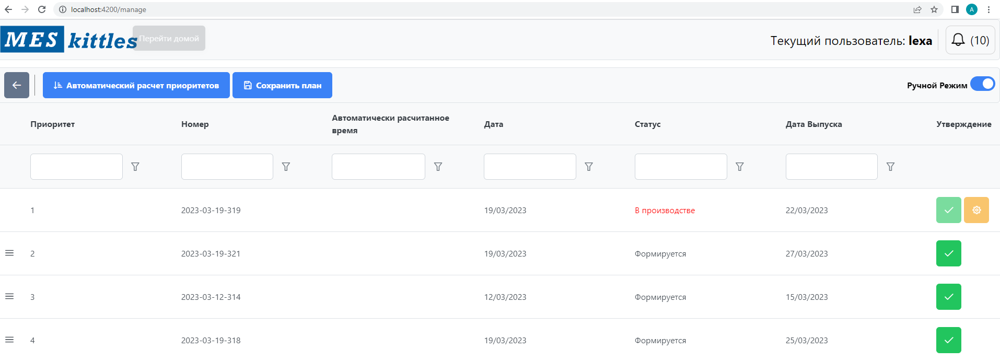 localhost:4200/manage
A
MES kittles
Перейти домой
Текущий пользователь: lexa
(10)
Автоматический расчет приоритетов
Сохранить план
Ручной Режим
Приоритет
Номер
Автоматически расчитанное
время
Дата
Статус
Дата Выпуска
Утверждение
1 2023-03-19-319 19/03/2023 В производстве 22/03/2023
2 2023-03-19-321 19/03/2023 Формируется 27/03/2023
3 2023-03-12-314 12/03/2023 Формируется 15/03/2023
4 2023-03-19-318 19/03/2023 Формируется 25/03/2023